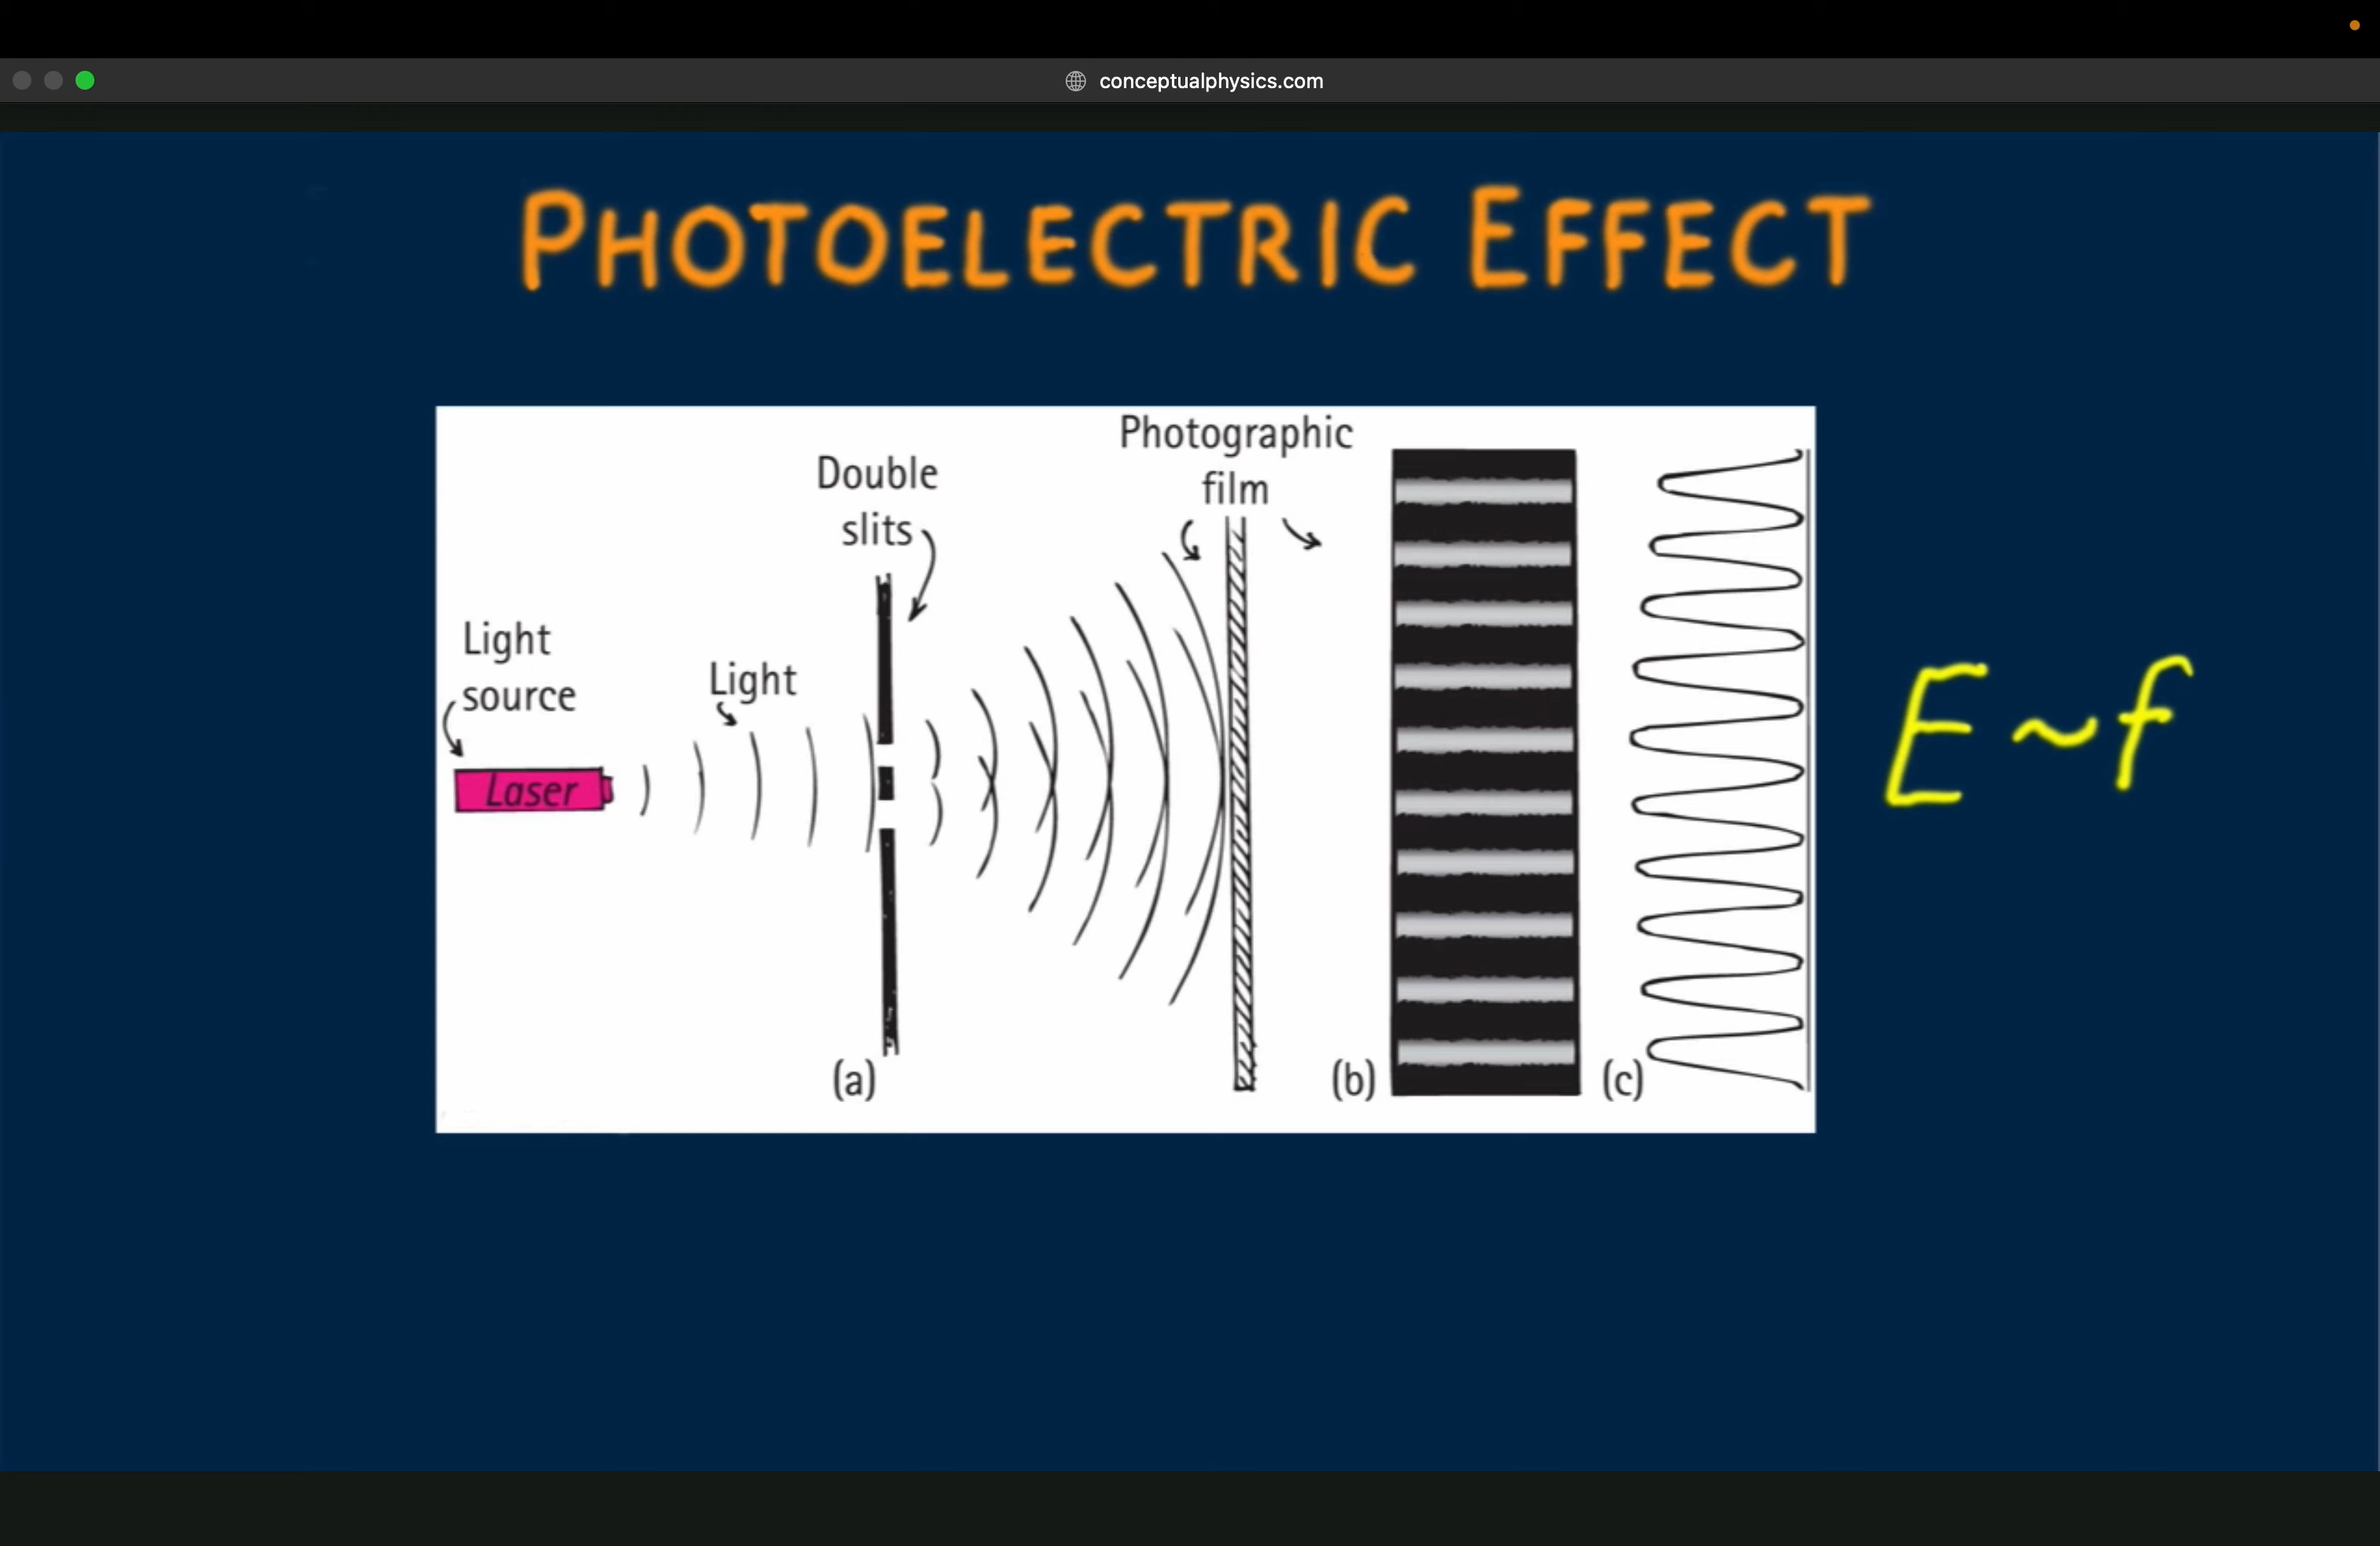 conceptualphysics.com
PHOTOELECTRIC EFFECT
Photographic
film
Double
slits
Light
source
Light
Laser
E ~ f
(a)
(b)
(c)